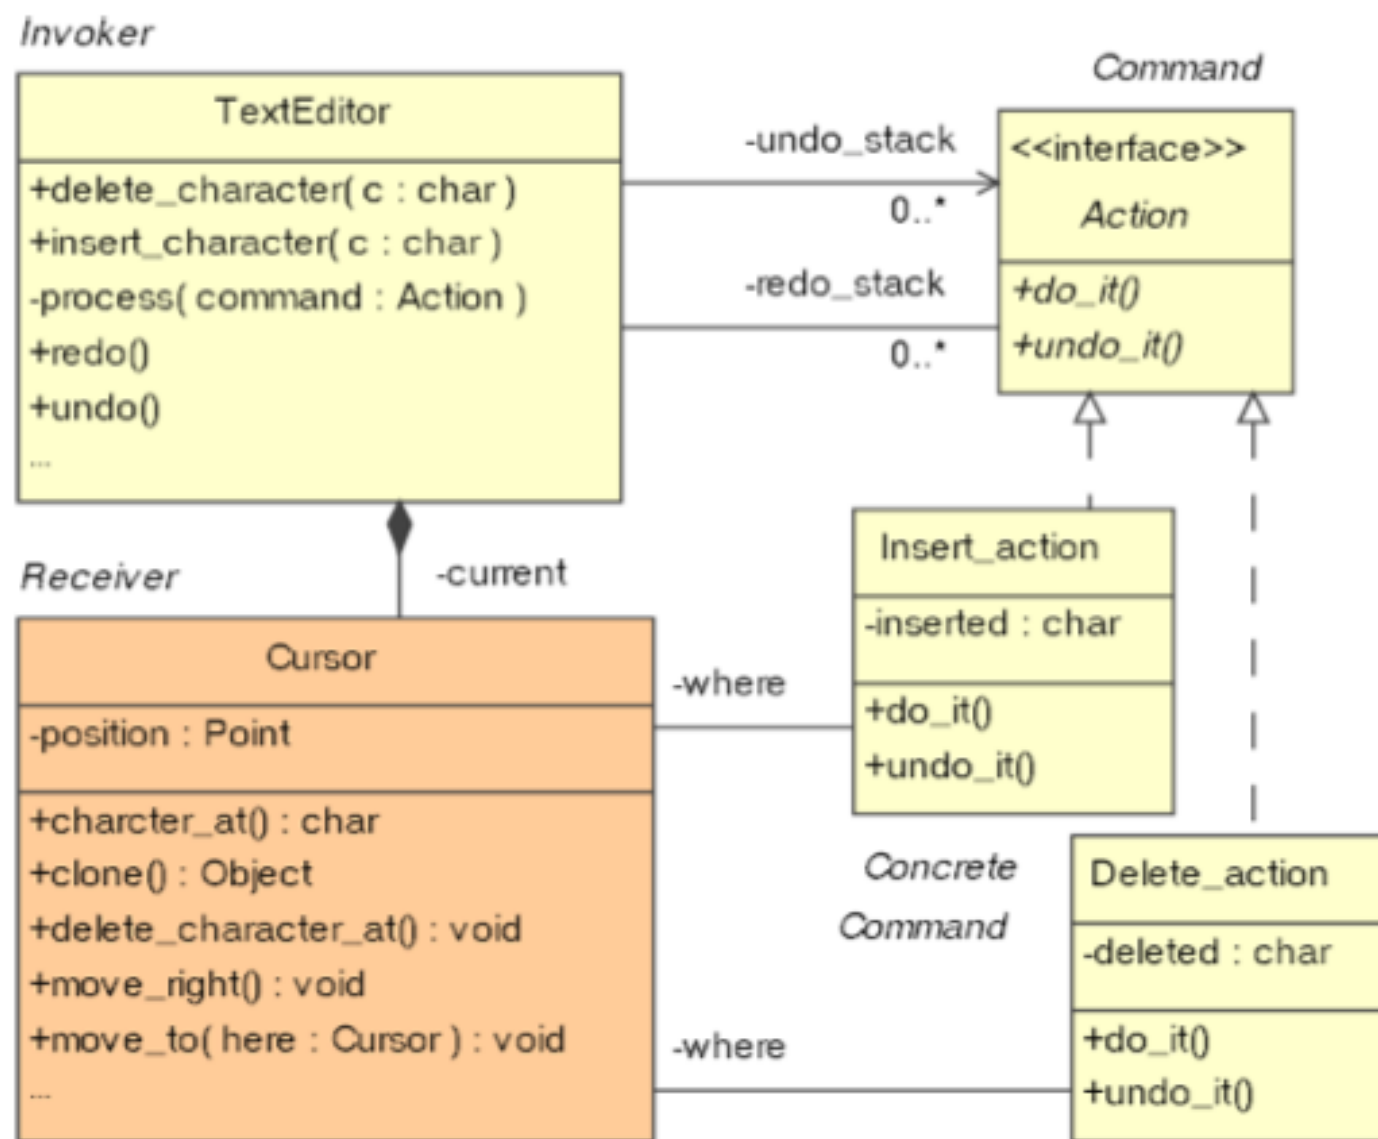 Invoker
TextEditor
+delete_character( c : char )
+insert_character( c : char )
-process( command : Action )
+redo()
+undo()
...
-undo_stack
0..*
-redo_stack
0..*
Command
<<interface>>
Action
+do_it()
+undo_it()
-current
Receiver
Cursor
-position : Point
+charcter_at() : char
+clone() : Object
+delete_character_at() : void
+move_right() : void
+move_to( here : Cursor ) : void
...
-where
-where
Insert_action
-inserted : char
+do_it()
+undo_it()
Concrete
Command
Delete_action
-deleted : char
+do_it()
+undo_it()